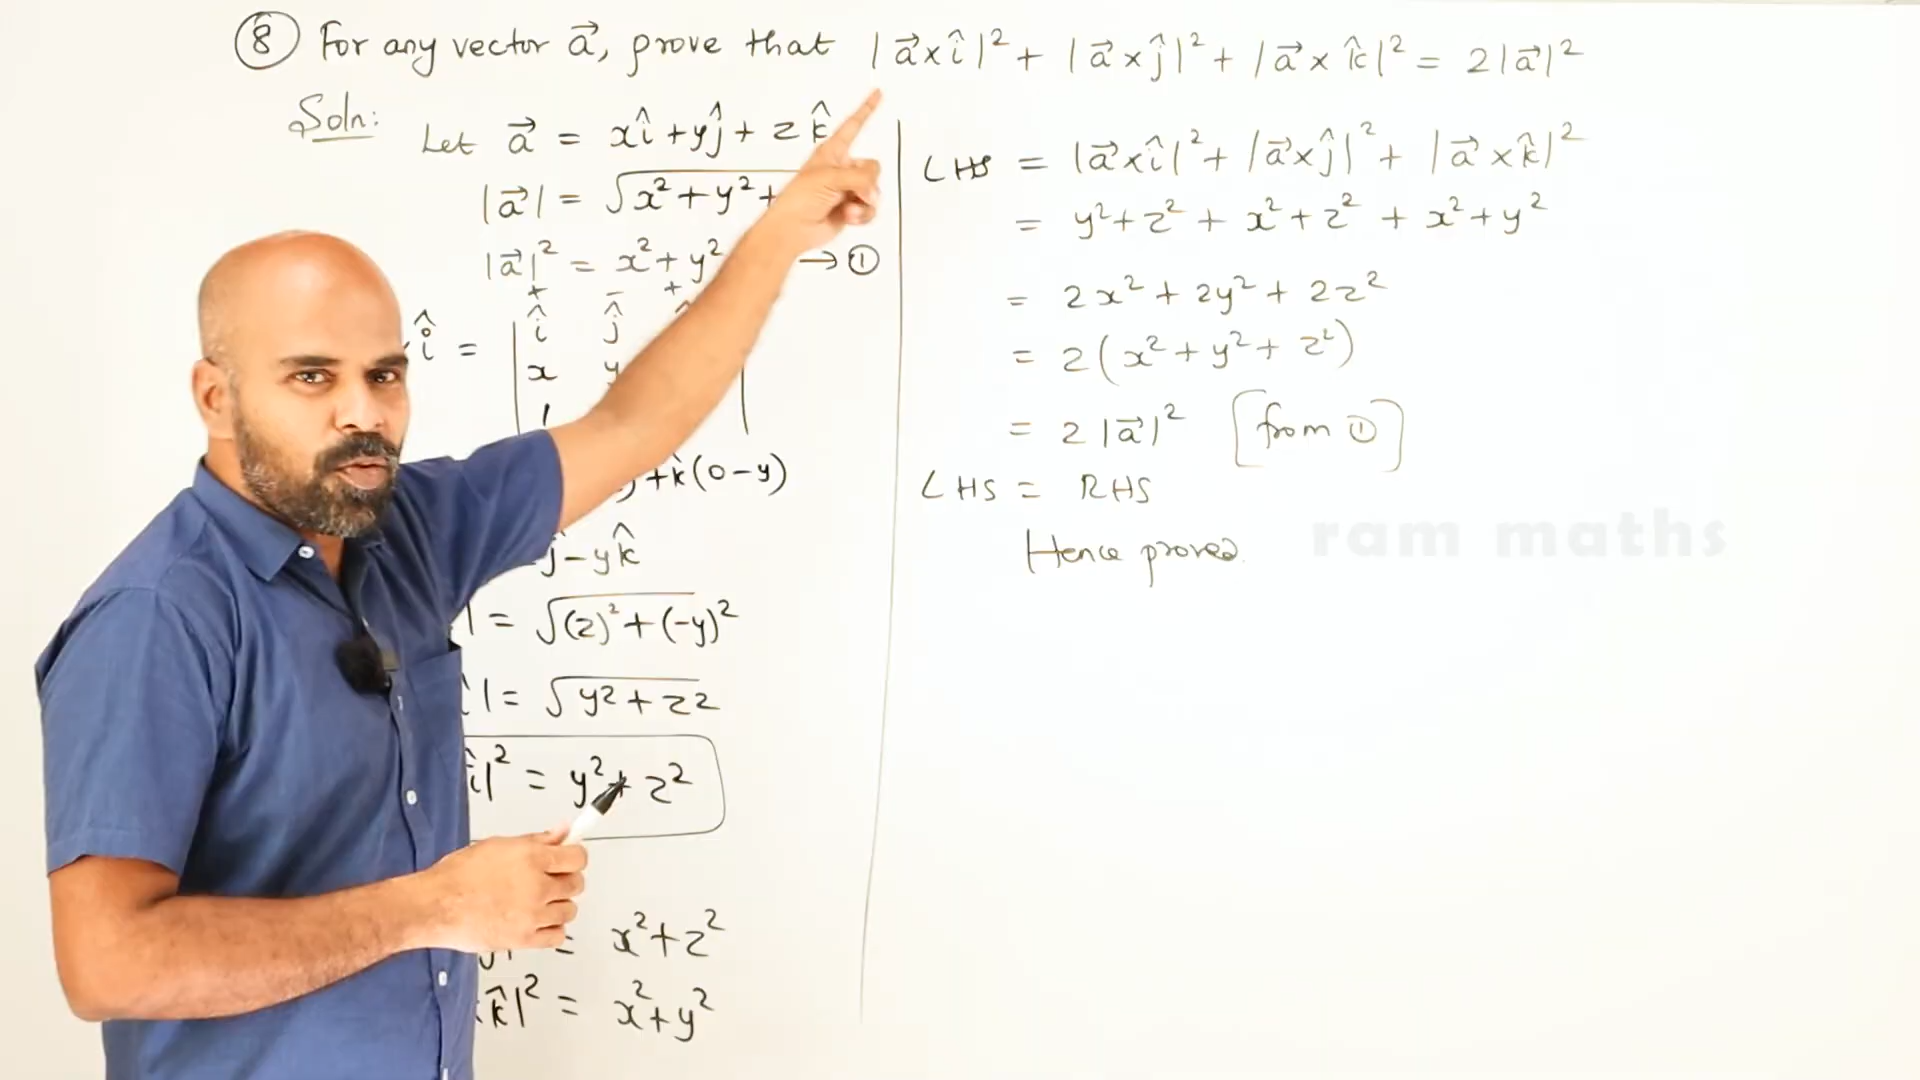 ⑧ For any vector a⃗, prove that |a⃗×î|² + |a⃗×ĵ|² + |a⃗×k̂|² = 2|a⃗|²
Soln:
Let a⃗ = xî+yĵ+zk̂
|a⃗| = √x²+y²+
|a⃗|² = x²+y² → ①
+ − +
î = | î ĵ
x y
1
+k̂(0−y)
ĵ−yk̂
| = √(z)²+(−y)²
| = √y²+z²
î|² = y²+z²
= x²+z²
k̂|² = x²+y²
LHS = |a⃗×î|² + |a⃗×ĵ|² + |a⃗×k̂|²
= y²+z² + x²+z² + x²+y²
= 2x²+2y²+2z²
= 2(x²+y²+z²)
= 2|a⃗|² [from ①]
LHS = RHS
Hence proved.
ram maths